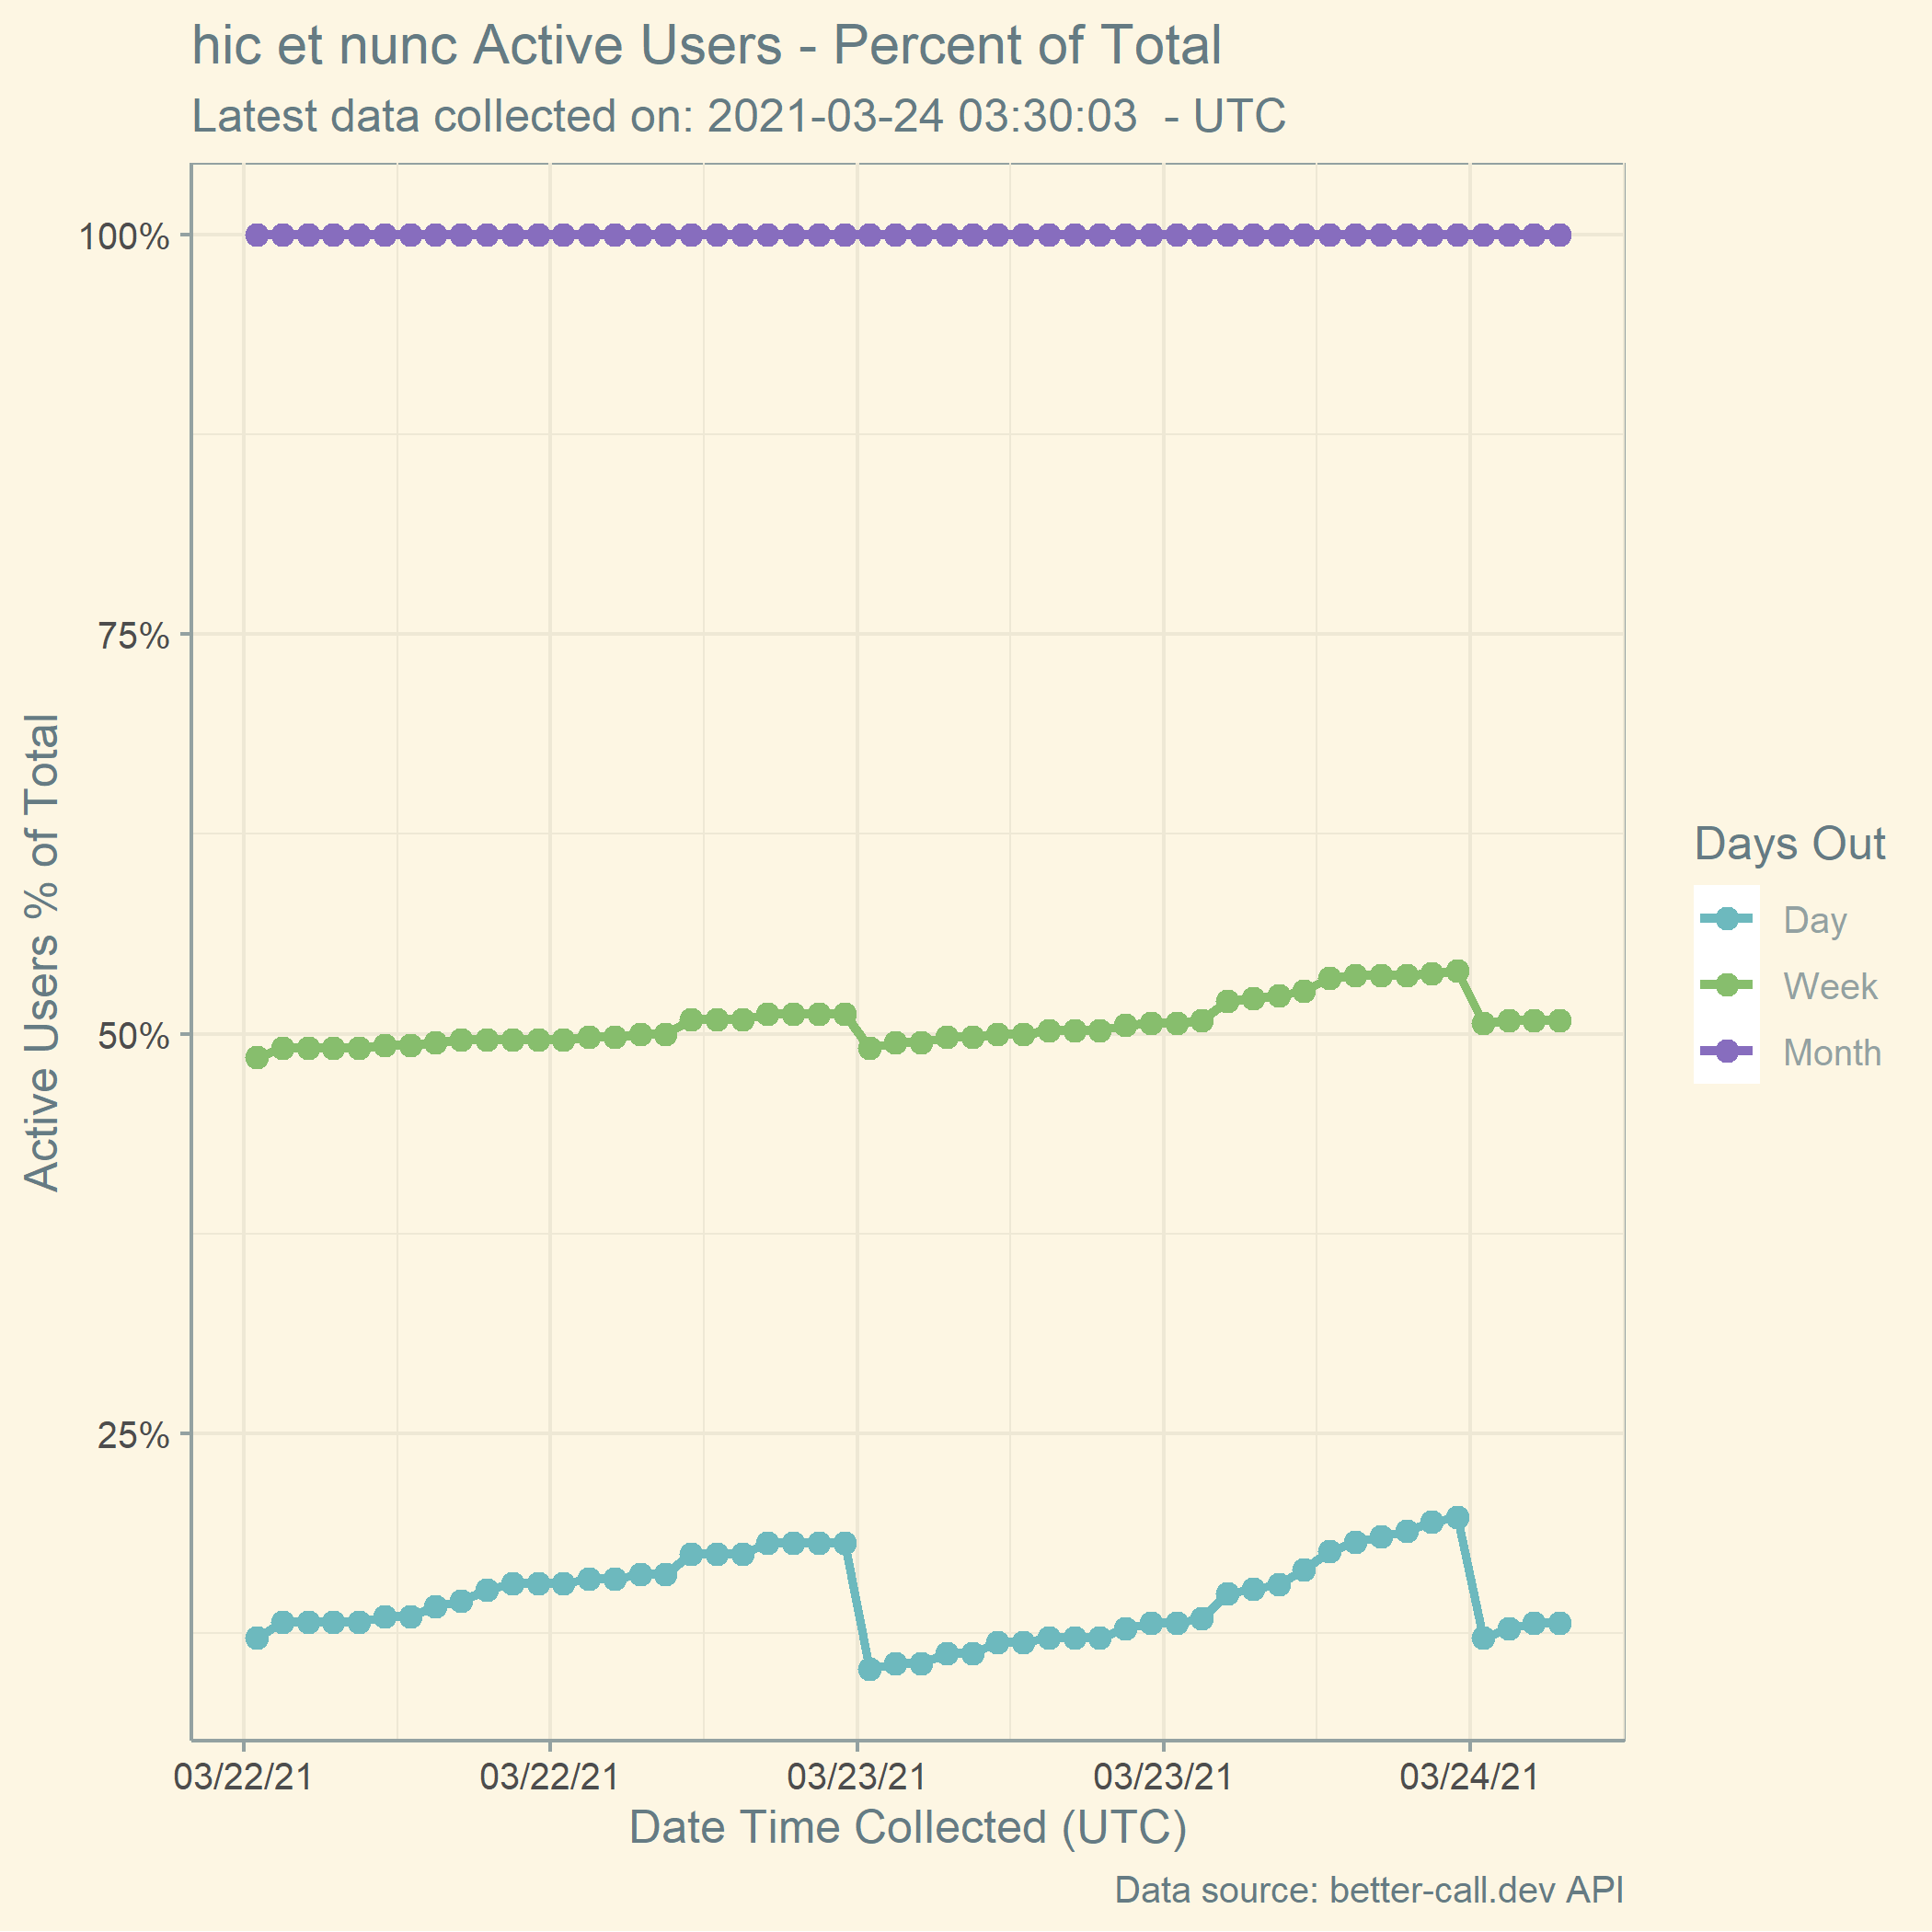 hic et nunc Active Users - Percent of Total
Latest data collected on: 2021-03-24 03:30:03  - UTC
100%
75%
50%
25%
Active Users % of Total
03/22/21 03/22/21 03/23/21 03/23/21 03/24/21
Date Time Collected (UTC)
Days Out
Day
Week
Month
Data source: better-call.dev API